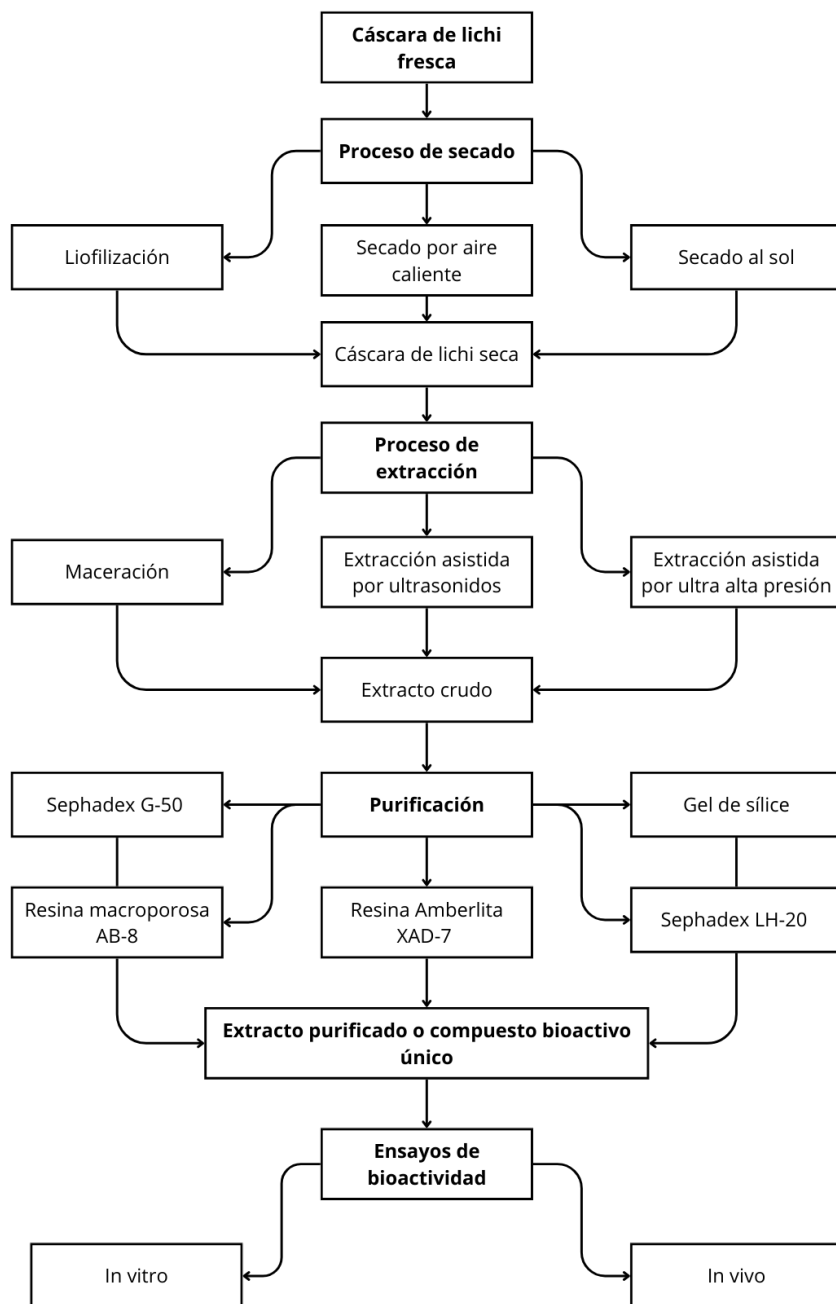 Cáscara de lichi
fresca
Proceso de secado
Liofilización
Secado por aire
caliente
Secado al sol
Cáscara de lichi seca
Proceso de
extracción
Maceración
Extracción asistida
por ultrasonidos
Extracción asistida
por ultra alta presión
Extracto crudo
Sephadex G-50
Purificación
Gel de sílice
Resina macroporosa
AB-8
Resina Amberlita
XAD-7
Sephadex LH-20
Extracto purificado o compuesto bioactivo
único
Ensayos de
bioactividad
In vitro
In vivo